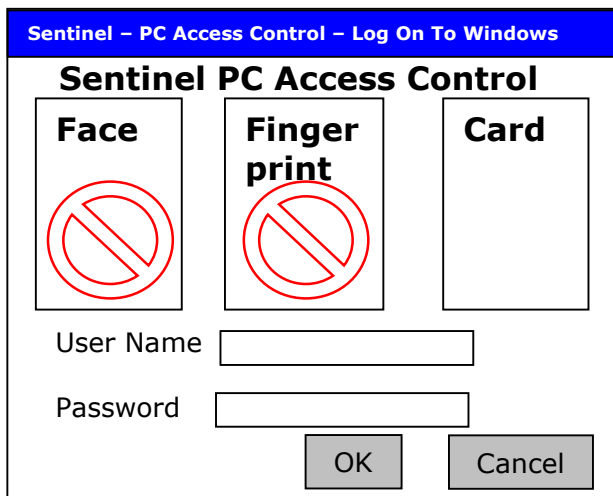 Sentinel – PC Access Control – Log On To Windows
Sentinel PC Access Control
Face
Finger
print
Card
User Name
Password
OK
Cancel